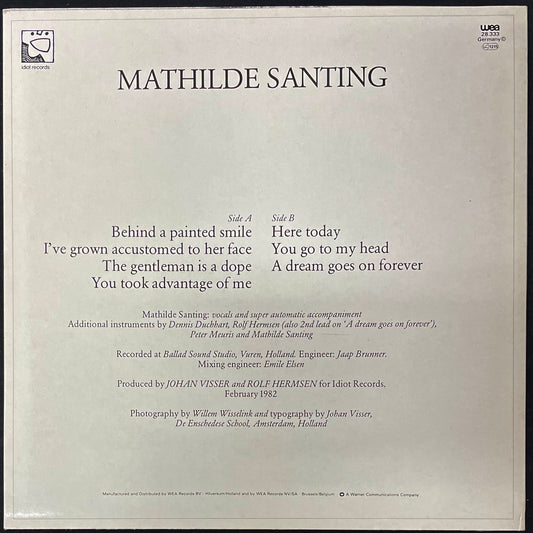 idiot records
wea
28.333
Germany Ⓖ
MATHILDE SANTING
Side A
Behind a painted smile
I've grown accustomed to her face
The gentleman is a dope
You took advantage of me
Side B
Here today
You go to my head
A dream goes on forever
Mathilde Santing: vocals and super automatic accompaniment
Additional instruments by Dennis Duchhart, Rolf Hermsen (also 2nd lead on 'A dream goes on forever'),
Peter Meuris and Mathilde Santing
Recorded at Ballad Sound Studio, Vuren, Holland. Engineer: Jaap Brunner.
Mixing engineer: Emile Elsen
Produced by JOHAN VISSER and ROLF HERMSEN for Idiot Records,
February 1982
Photography by Willem Wisselink and typography by Johan Visser,
De Enschedese School, Amsterdam, Holland
Manufactured and Distributed by WEA Records BV · Hilversum/Holland and by WEA Records NV/SA · Brussels/Belgium A Warner Communications Company